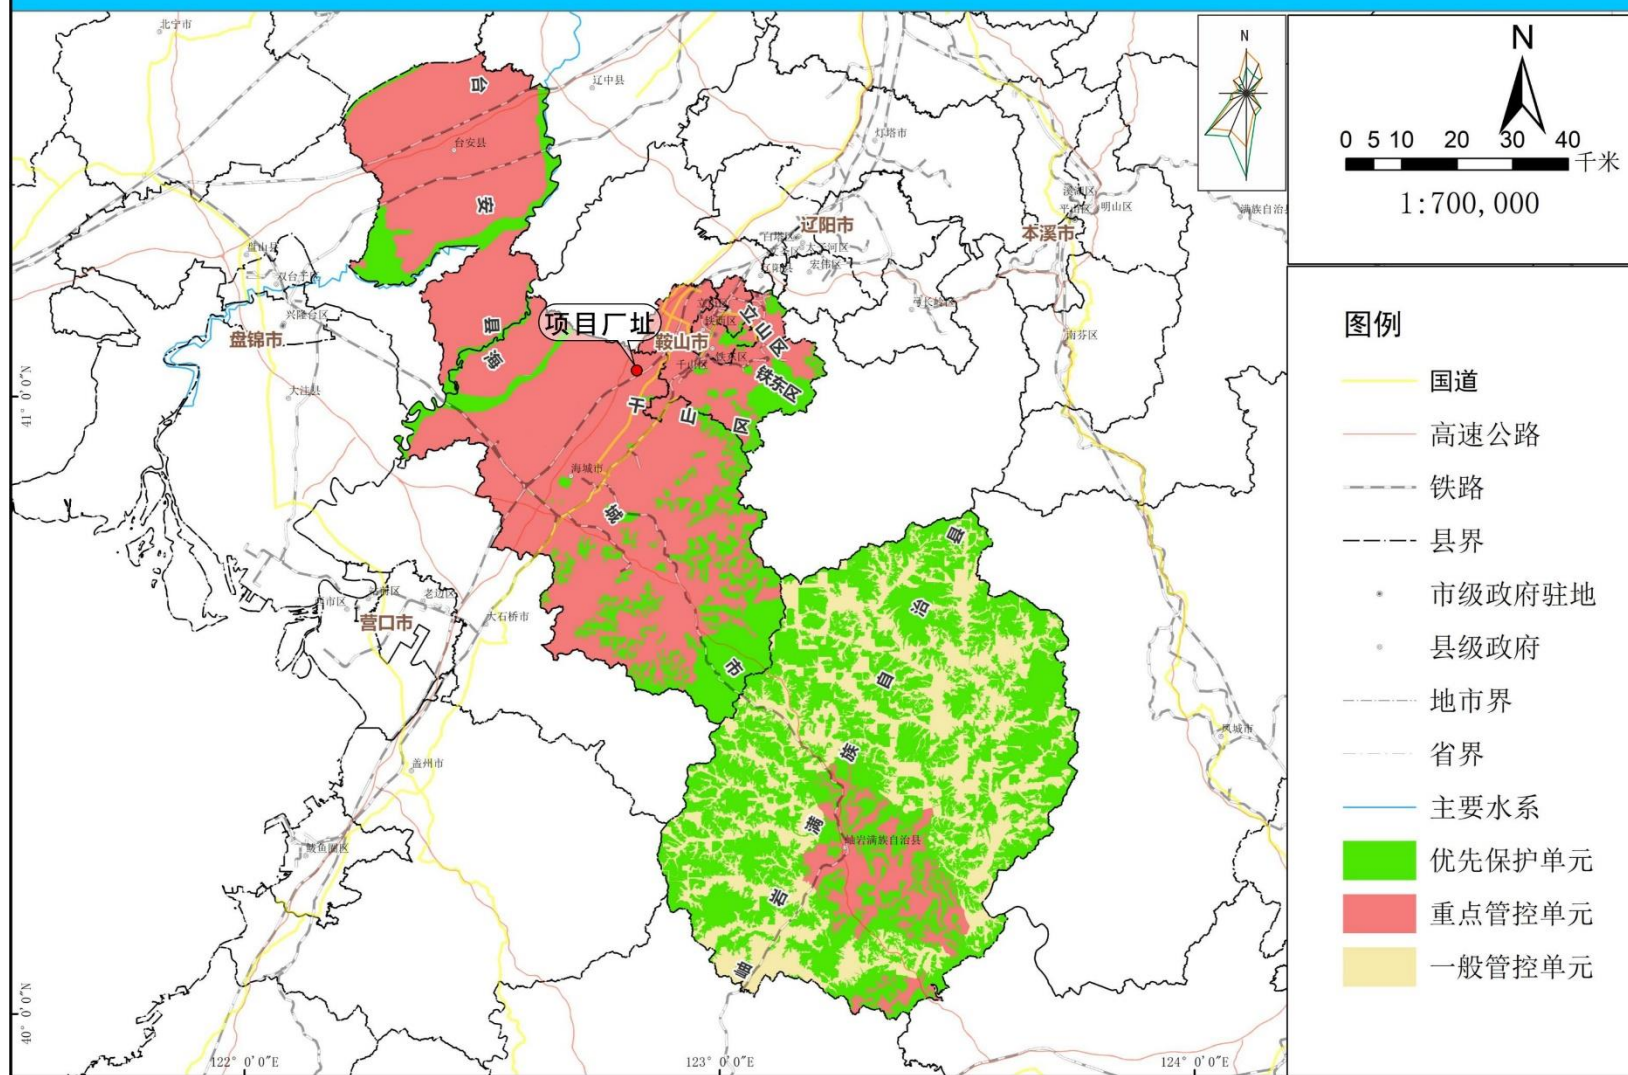 北宁市
辽中县
台
台安县
安
灯塔市
溪湖区
平山区
明山区
满族自治县
本溪市
辽阳市
白塔区
太子河区
辽阳县
宏伟区
弓长岭区
盘山县
双台子区
兴隆台区
盘锦市
大洼县
县
海
项目厂址
鞍山市
立山区
铁西区
立山区
铁东区
千山区
铁东区
千
山
区
南芬区
海城市
城
县
治
自
市
族
满
岩
岫
岫岩满族自治县
老边区
营口市
大石桥市
盖州市
鲅鱼圈区
凤城市
41° 0'0"N
40° 0'0"N
122° 0'0"E
123° 0'0"E
124° 0'0"E
N
N
0 5 10 20 30 40
千米
1:700,000
图例
国道
高速公路
铁路
县界
市级政府驻地
县级政府
地市界
省界
主要水系
优先保护单元
重点管控单元
一般管控单元